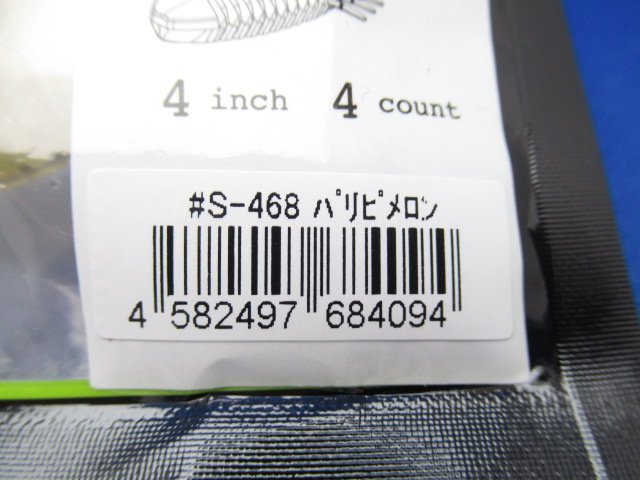 4 inch 4 count
#S-468 ﾊﾟﾘﾋﾟﾒﾛﾝ
4 582497 684094